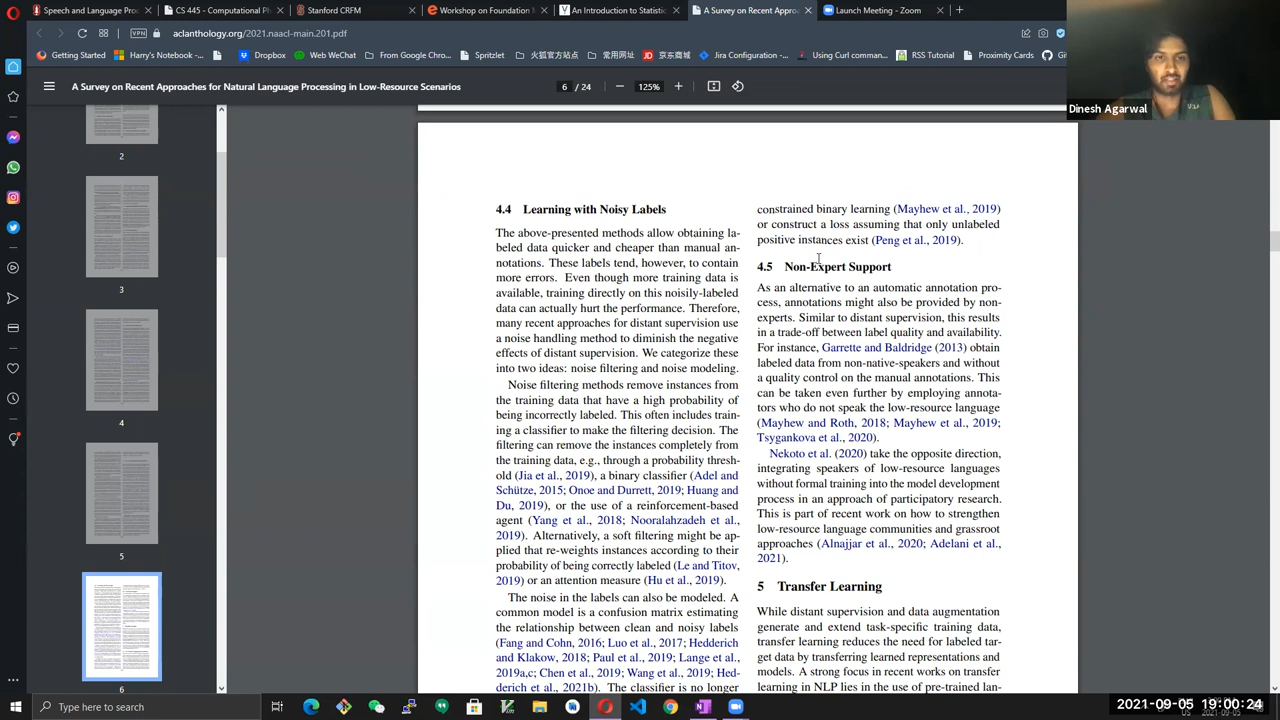 Speech and Language Proc
CS 445 - Computational Ph
Stanford CRFM
Workshop on Foundation M
An Introduction to Statistic
A Survey on Recent Approa
Launch Meeting - Zoom
VPN
aclanthology.org/2021.naacl-main.201.pdf
Getting Started
Harry's Notebook...
Dropbox
Web Scraping
From Google Chrome
Spritzlet
火狐官方站点
常用网址
京东商城
Jira Configuration -...
Using Curl comman...
RSS Tutorial
Proximity Cards
Dinesh Agarwal
A Survey on Recent Approaches for Natural Language Processing in Low-Resource Scenarios
6 / 24
125%
2
3
4
5
6
4.4 Learning with Noisy Labels
The above-presented methods allow obtaining la-
beled data quicker and cheaper than manual an-
notations. These labels tend, however, to contain
more errors. Even though more training data is
available, training directly on this noisily-labeled
data can actually hurt the performance. Therefore,
many recent approaches for distant supervision use
a noise handling method to diminish the negative
effects of distant supervision. We categorize these
into two ideas: noise filtering and noise modeling.
Noise filtering methods remove instances from
the training data that have a high probability of
being incorrectly labeled. This often includes train-
ing a classifier to make the filtering decision. The
filtering can remove the instances completely from
the training data, e.g., through a probability thresh-
old (Jia et al., 2019), a binary classifier (Adel and
Schütze, 2015; Onoe and Durrett, 2019; Huang and
Du, 2019), or the use of a reinforcement-based
agent (Yang et al., 2018; Nooralahzadeh et al.,
2019). Alternatively, a soft filtering might be ap-
plied that re-weights instances according to their
probability of being correctly labeled (Le and Titov,
2019) or an attention measure (Hu et al., 2019).
The noise in the labels can also be modeled. A
common model is a confusion matrix estimating
the relationship between clean and noisy labels
(Fang and Cohn, 2016; Luo et al., 2017; Hedderich
and Klakow, 2018; Paul et al., 2019; Lange et al.,
2019a,c; Chen et al., 2019; Wang et al., 2019; Hed-
derich et al., 2021b). The classifier is no longer
constrained binary learning (Mayhew et al., 2019)
or construct a loss assuming that only unlabeled
positive instances exist (Peng et al., 2019).
4.5 Non-Expert Support
As an alternative to an automatic annotation pro-
cess, annotations might also be provided by non-
experts. Similar to distant supervision, this results
in a trade-off between label quality and availability.
For instance, Garrette and Baldridge (2013) obtain
labeled data from non-native-speakers and without
a quality control on the manual annotations. This
can be taken even further by employing annota-
tors who do not speak the low-resource language
(Mayhew and Roth, 2018; Mayhew et al., 2019;
Tsygankova et al., 2020).
Nekoto et al. (2020) take the opposite direction,
integrating speakers of low-resource languages
without formal training into the model development
process in an approach of participatory research.
This is part of recent work on how to strengthen
low-resource language communities and grassroot
approaches (Alnajjar et al., 2020; Adelani et al.,
2021).
5 Transfer Learning
While distant supervision and data augmentation
generate and extend task-specific training data,
transfer learning reduces the need for labeled tar-
get data by transferring learned representations and
models. A strong focus in recent works on transfer
learning in NLP lies in the use of pre-trained lan-
Type here to search
2021-09-05 19:00:24